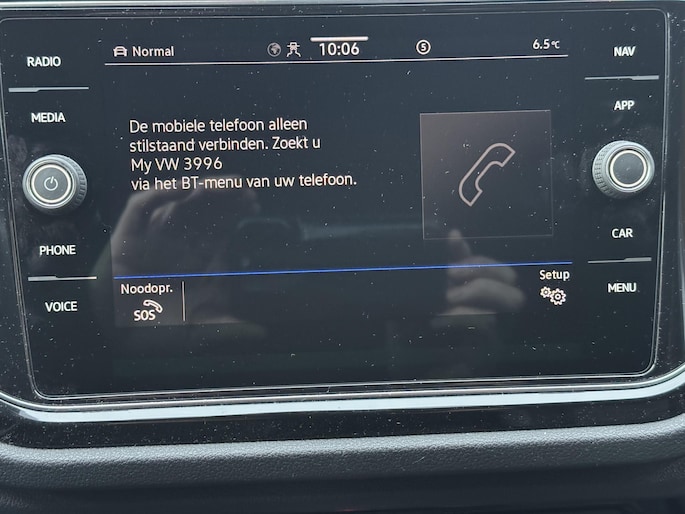 RADIO
MEDIA
PHONE
VOICE
Normal
10:06
5
6.5°C
De mobiele telefoon alleen
stilstaand verbinden. Zoekt u
My VW 3996
via het BT-menu van uw telefoon.
Noodopr.
SOS
Setup
NAV
APP
CAR
MENU